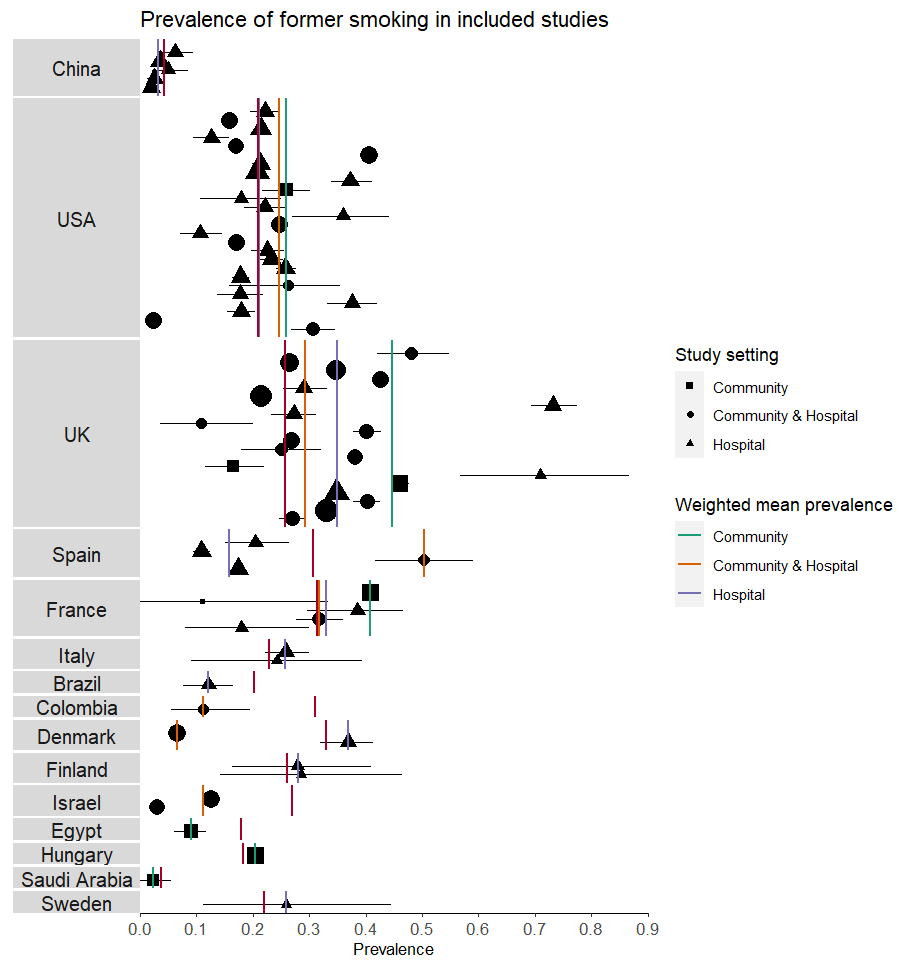 Prevalence of former smoking in included studies
China
USA
UK
Spain
France
Italy
Brazil
Colombia
Denmark
Finland
Israel
Egypt
Hungary
Saudi Arabia
Sweden
0.0 0.1 0.2 0.3 0.4 0.5 0.6 0.7 0.8 0.9
Prevalence
Study setting
Community
Community & Hospital
Hospital
Weighted mean prevalence
Community
Community & Hospital
Hospital